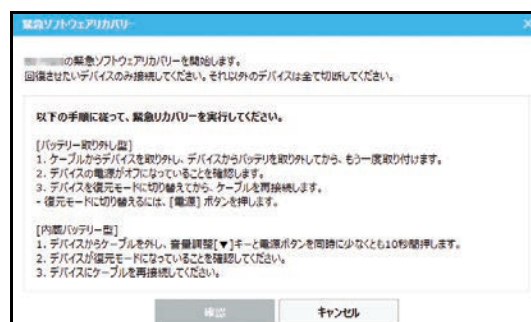 緊急ソフトウェアリカバリー
の緊急ソフトウェアリカバリーを開始します。
回復させたいデバイスのみ接続してください。それ以外のデバイスは全て切断してください。
以下の手順に従って、緊急リカバリーを実行してください。
[バッテリー取り外し型]
1. ケーブルからデバイスを取り外し、デバイスからバッテリを取り外してから、もう一度取り付けます。
2. デバイスの電源がオフになっていることを確認します。
3. デバイスを復元モードに切り替えてから、ケーブルを再接続します。
- 復元モードに切り替えるには、[電源] ボタンを押します。
[内蔵バッテリー型]
1. デバイスからケーブルを外し、音量調整[▼]キーと電源ボタンを同時に少なくとも10秒間押します。
2. デバイスが復元モードになっていることを確認してください。
3. デバイスにケーブルを再接続してください。
確認 キャンセル